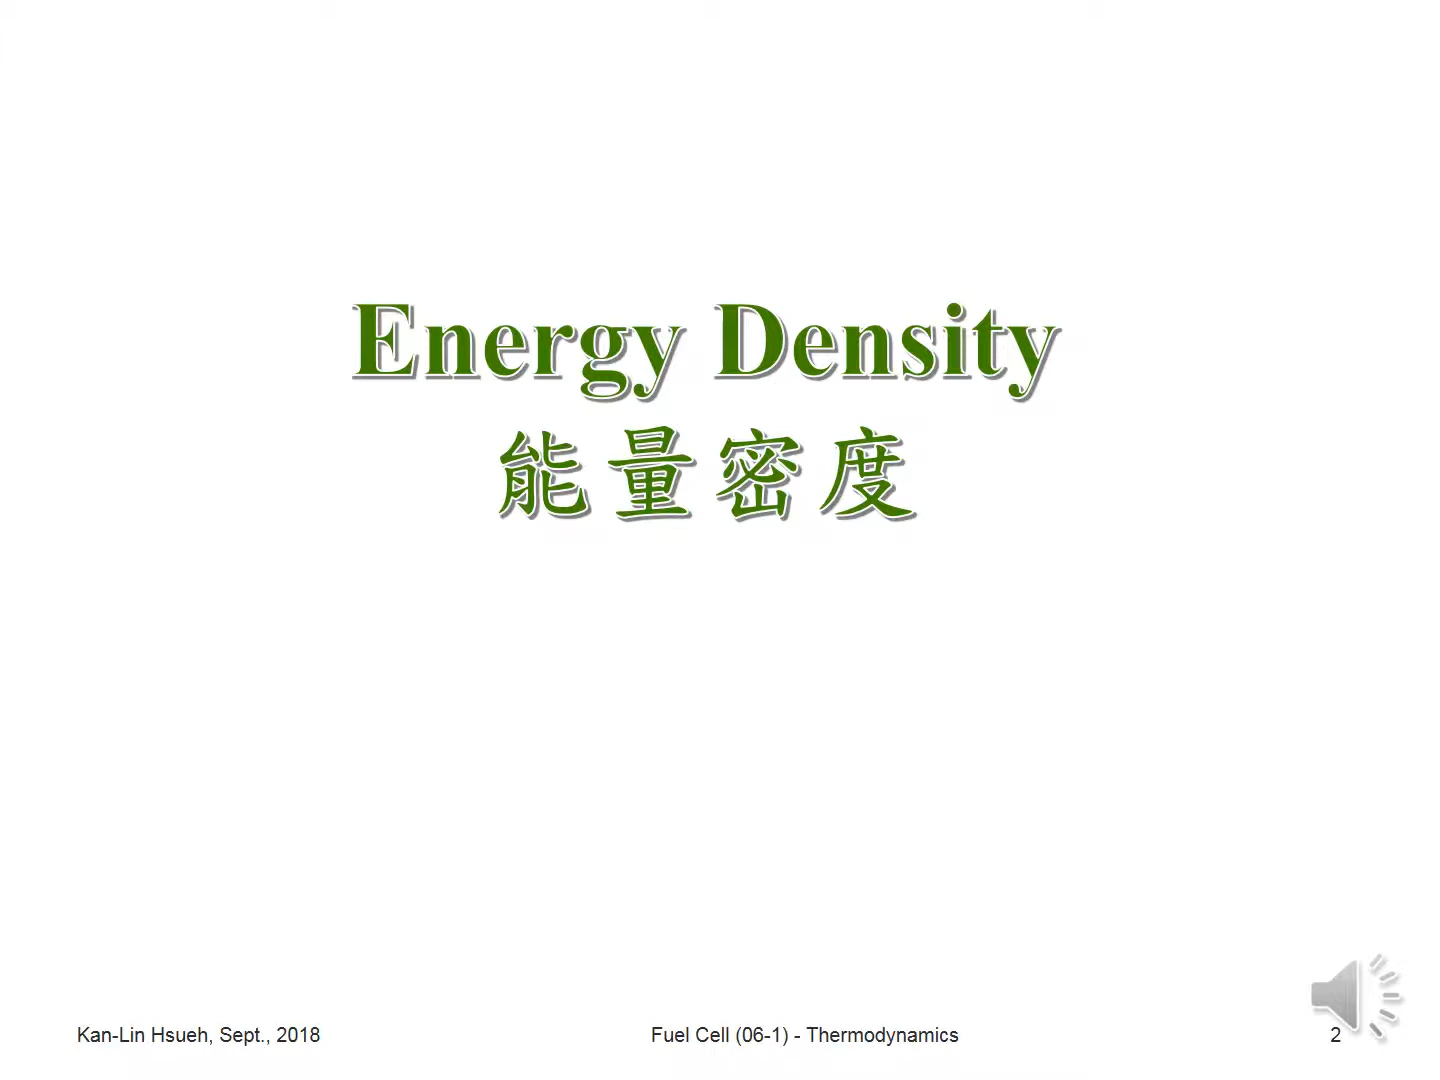 Energy Density
能量密度
Kan-Lin Hsueh, Sept., 2018
Fuel Cell (06-1) - Thermodynamics
2